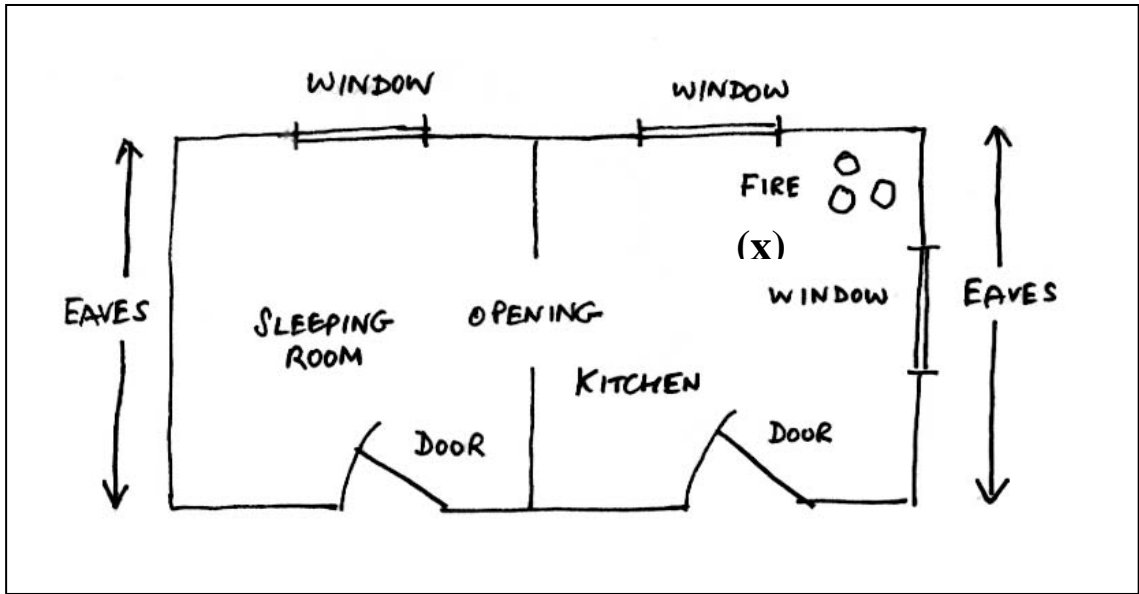 WINDOW
WINDOW
FIRE
(x)
EAVES
SLEEPING
ROOM
OPENING
WINDOW
EAVES
KITCHEN
DOOR
DOOR